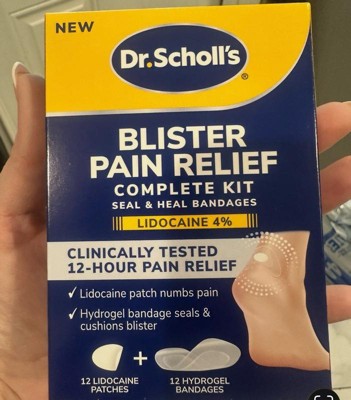 NEW
Dr.Scholl's®
BLISTER
PAIN RELIEF
COMPLETE KIT
SEAL & HEAL BANDAGES
LIDOCAINE 4%
CLINICALLY TESTED
12-HOUR PAIN RELIEF
✓ Lidocaine patch numbs pain
✓ Hydrogel bandage seals &
cushions blister
+
12 LIDOCAINE
PATCHES
12 HYDROGEL
BANDAGES